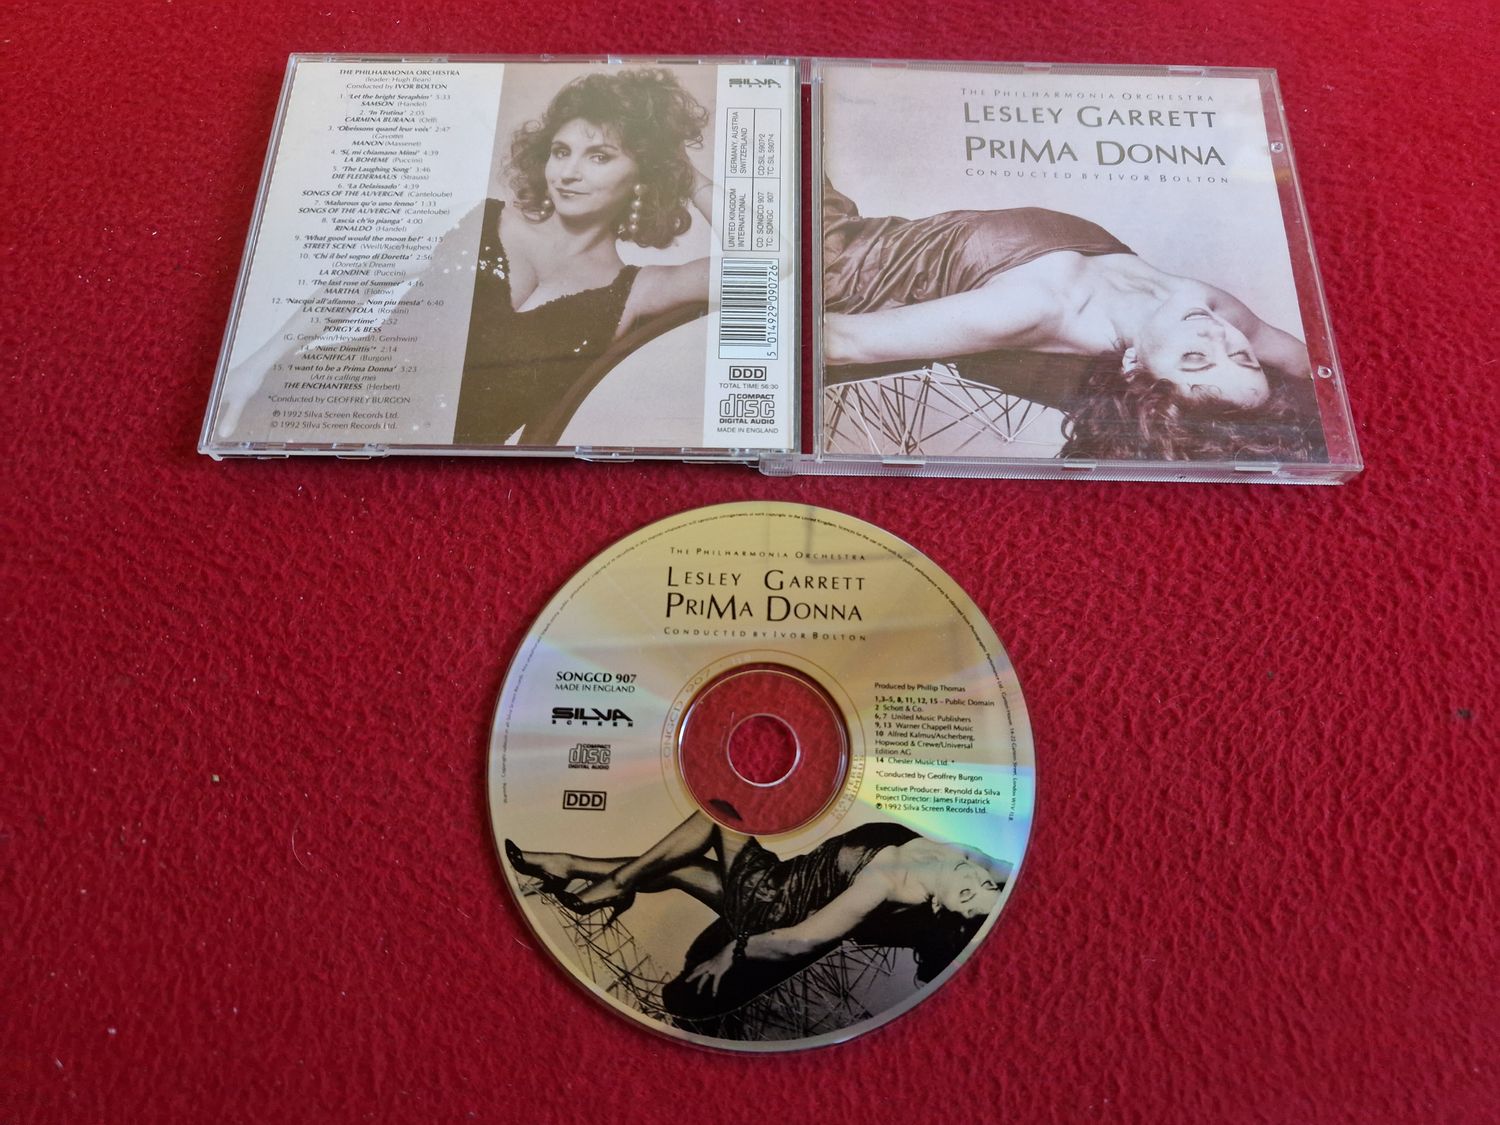 THE PHILHARMONIA ORCHESTRA
(leader: Hugh Bean)
Conducted by IVOR BOLTON
1. 'Let the bright Seraphim' 5:33
SAMSON (Handel)
2. 'In Trutina' 2:05
CARMINA BURANA (Orff)
3. 'Obeissons quand leur voix' 2:47
(Gavotte)
MANON (Massenet)
4. 'Si, mi chiamano Mimi' 4:39
LA BOHEME (Puccini)
5. 'The Laughing Song' 3:46
DIE FLEDERMAUS (Strauss)
6. 'La Delaissado' 4:39
SONGS OF THE AUVERGNE (Canteloube)
7. 'Malurous qu'o uno fenno' 1:33
SONGS OF THE AUVERGNE (Canteloube)
8. 'Lascia ch'io pianga' 4:00
RINALDO (Handel)
9. 'What good would the moon be?' 4:15
STREET SCENE (Weill/Rice/Hughes)
10. 'Chi il bel sogno di Doretta' 2:56
(Doretta's Dream)
LA RONDINE (Puccini)
11. 'The last rose of Summer' 4:16
MARTHA (Flotow)
12. 'Nacqui all'affanno ... Non piu mesta' 6:40
LA CENERENTOLA (Rossini)
13. 'Summertime' 2:52
PORGY & BESS
(G. Gershwin/Heyward/I. Gershwin)
14. 'Nunc Dimittis'* 2:14
MAGNIFICAT (Burgon)
15. 'I want to be a Prima Donna' 3:23
(Art is calling me)
THE ENCHANTRESS (Herbert)
*Conducted by GEOFFREY BURGON
℗ 1992 Silva Screen Records Ltd.
© 1992 Silva Screen Records Ltd.
SILVA
SCREEN
GERMANY, AUSTRIA
SWITZERLAND
CD:SIL 5907-2
TC: SIL 5907-4
UNITED KINGDOM
INTERNATIONAL
CD: SONGCD 907
TC: SONGC 907
5 014929 090726
DDD
TOTAL TIME 56:30
COMPACT
disc
DIGITAL AUDIO
MADE IN ENGLAND
THE PHILHARMONIA ORCHESTRA
LESLEY GARRETT
PRIMA DONNA
CONDUCTED BY IVOR BOLTON
THE PHILHARMONIA ORCHESTRA
LESLEY GARRETT
PRIMA DONNA
CONDUCTED BY IVOR BOLTON
SONGCD 907
MADE IN ENGLAND
SILVA
SCREEN
COMPACT
disc
DIGITAL AUDIO
DDD
Produced by Phillip Thomas
1,3-5, 8, 11, 12, 15 - Public Domain
2 Schott & Co.
6, 7 United Music Publishers
9, 13 Warner Chappell Music
10 Alfred Kalmus/Ascherberg,
Hopwood & Crewe/Universal
Edition AG
14 Chester Music Ltd. *
*Conducted by Geoffrey Burgon
Executive Producer: Reynold da Silva
Project Director: James Fitzpatrick
℗ 1992 Silva Screen Records Ltd.